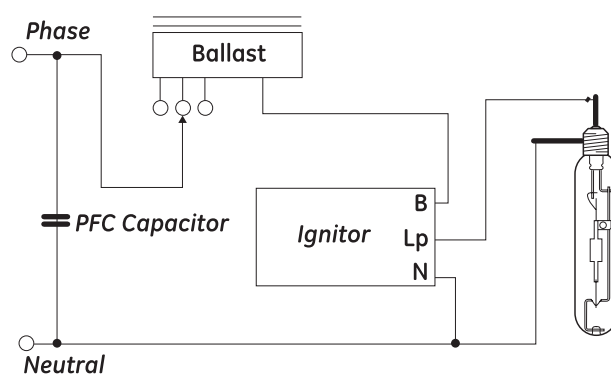 Phase
Ballast
B
PFC Capacitor
Ignitor
Lp
N
Neutral